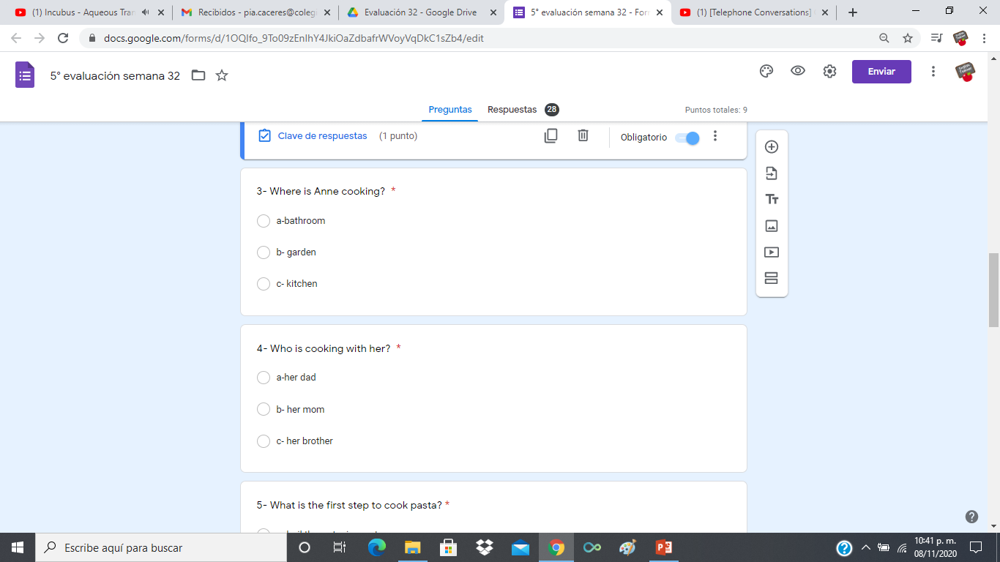 (1) Incubus - Aqueous Tran
Recibidos - pia.caceres@coleg
Evaluación 32 - Google Drive
5° evaluación semana 32 - For
(1) [Telephone Conversations]
docs.google.com/forms/d/1OQIfo_9To09zEnIhY4JkiOaZdbafrWVoyVqDkC1sZb4/edit
5° evaluación semana 32
Enviar
Preguntas
Respuestas 28
Puntos totales: 9
Clave de respuestas (1 punto)
Obligatorio
3- Where is Anne cooking? *
a-bathroom
b- garden
c- kitchen
4- Who is cooking with her? *
a-her dad
b- her mom
c- her brother
5- What is the first step to cook pasta? *
Escribe aquí para buscar
10:41 p. m.
08/11/2020